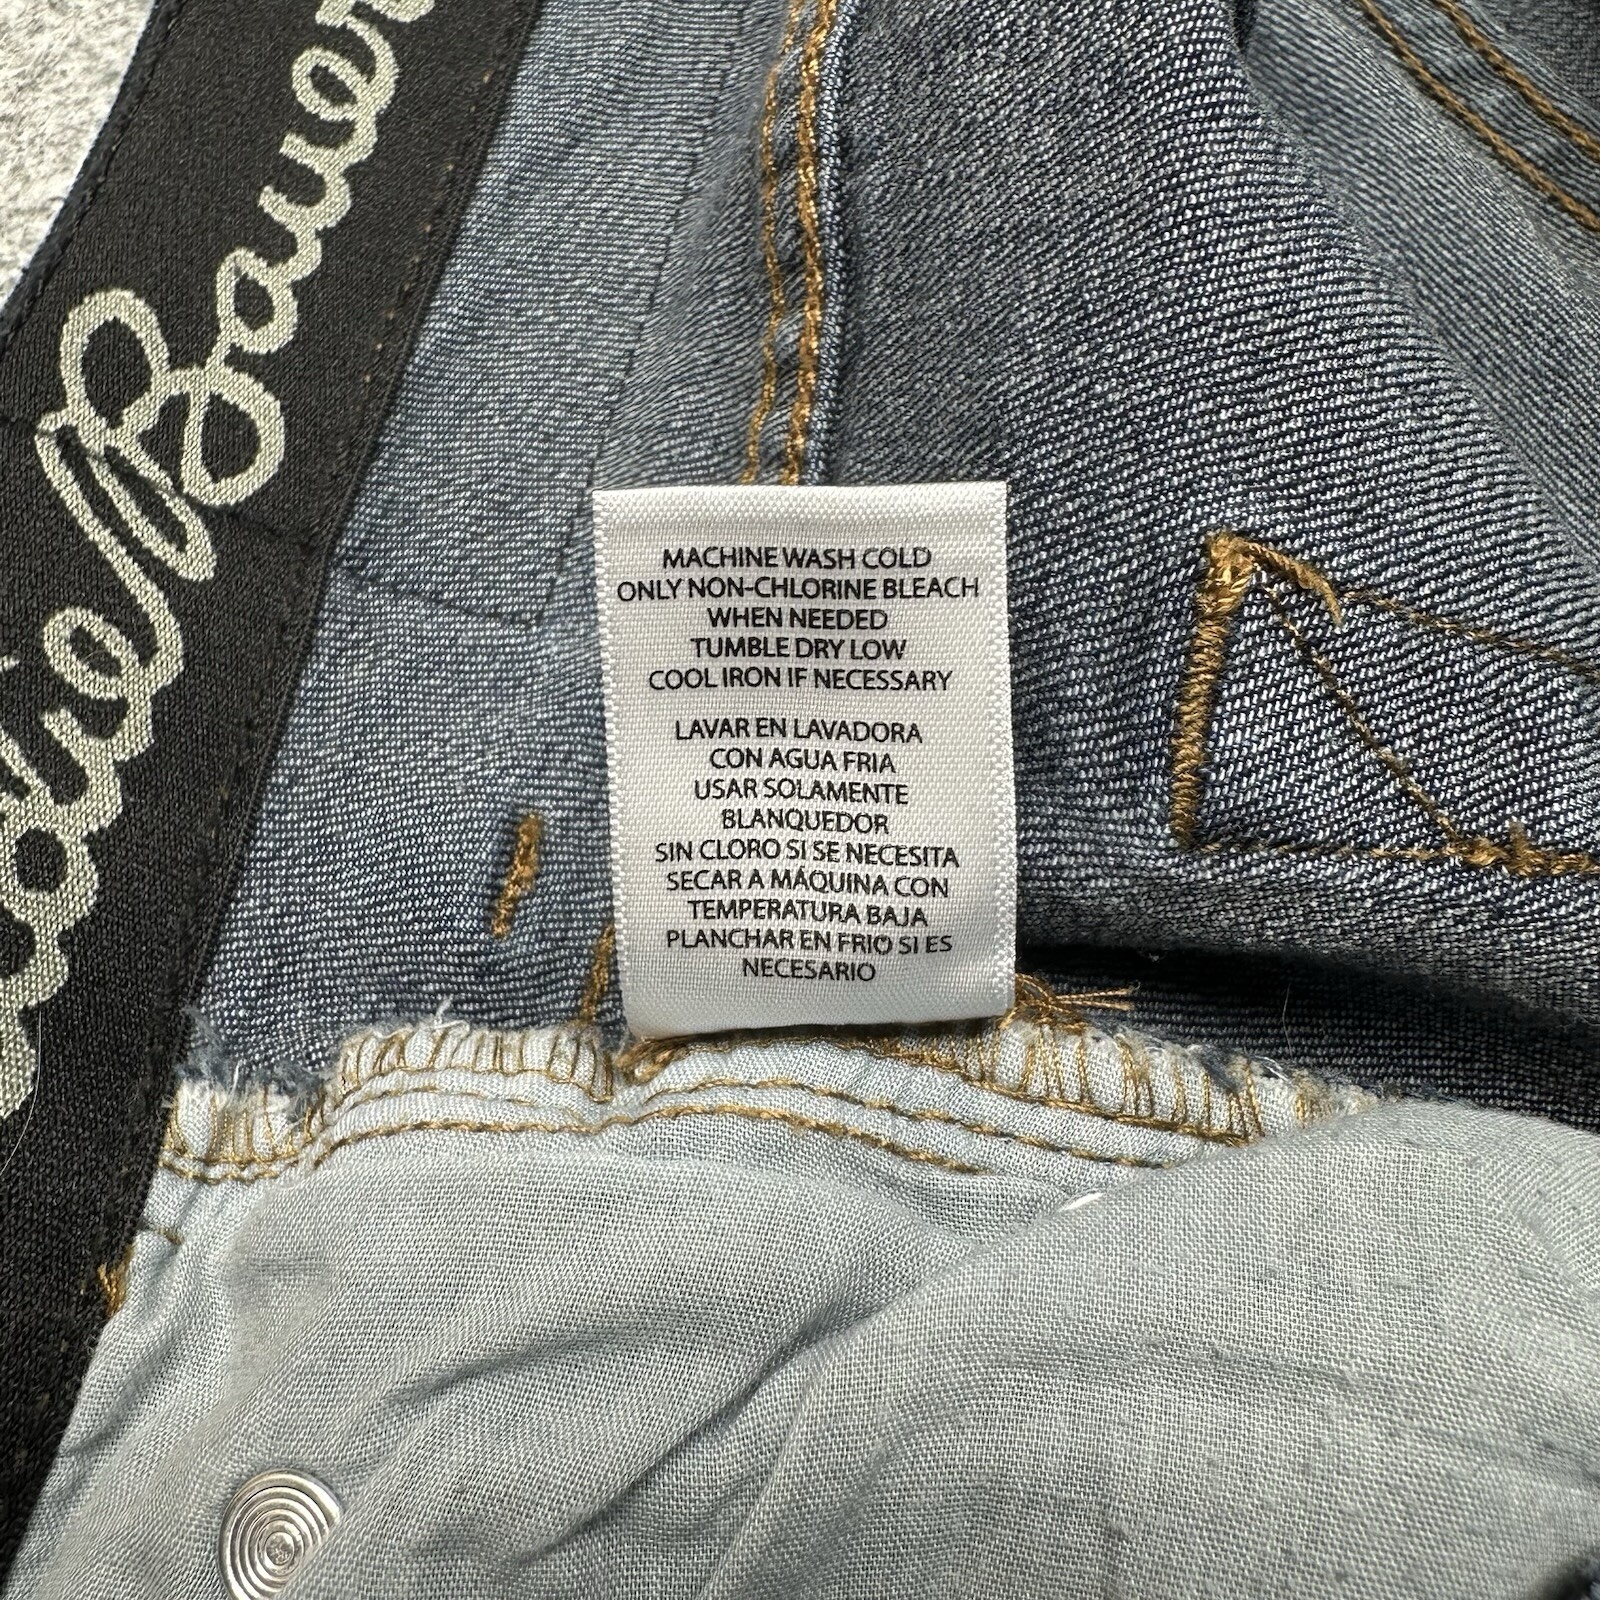 Eddie Bauer
MACHINE WASH COLD
ONLY NON-CHLORINE BLEACH
WHEN NEEDED
TUMBLE DRY LOW
COOL IRON IF NECESSARY
LAVAR EN LAVADORA
CON AGUA FRIA
USAR SOLAMENTE
BLANQUEDOR
SIN CLORO SI SE NECESITA
SECAR A MÁQUINA CON
TEMPERATURA BAJA
PLANCHAR EN FRIO SI ES
NECESARIO